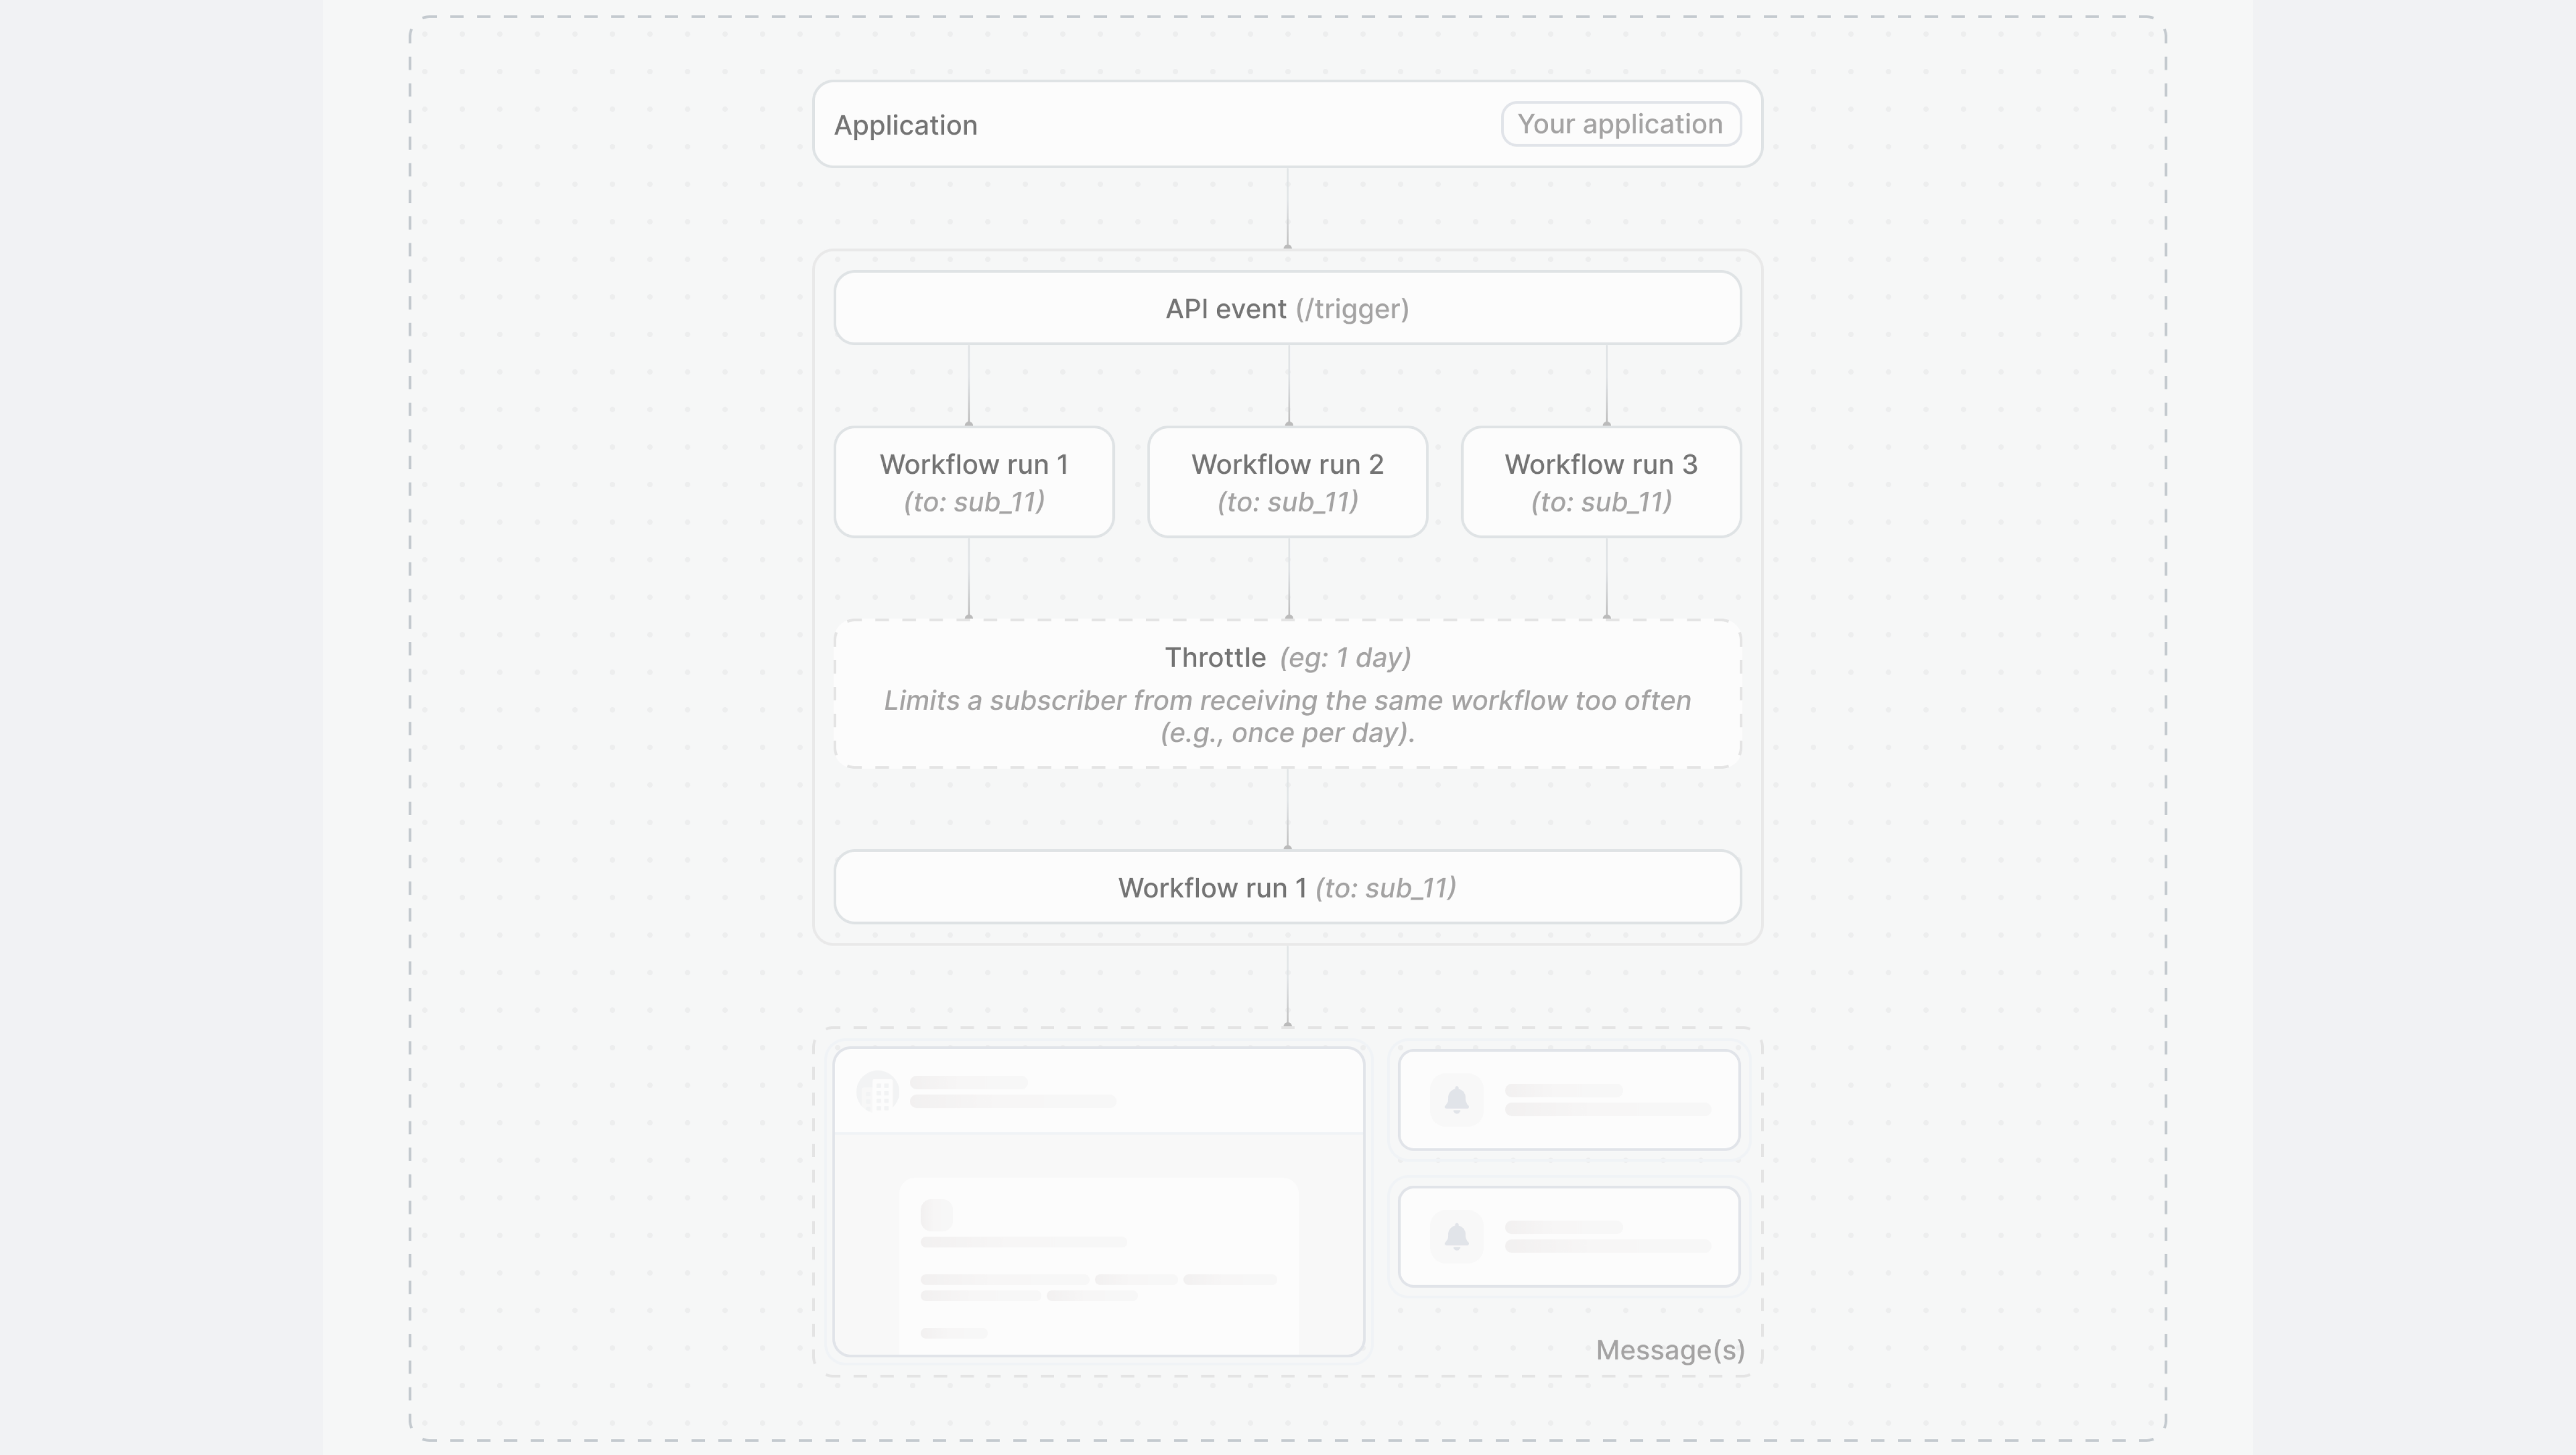 Application
Your application
API event (/trigger)
Workflow run 1
(to: sub_11)
Workflow run 2
(to: sub_11)
Workflow run 3
(to: sub_11)
Throttle (eg: 1 day)
Limits a subscriber from receiving the same workflow too often
(e.g., once per day).
Workflow run 1 (to: sub_11)
Message(s)